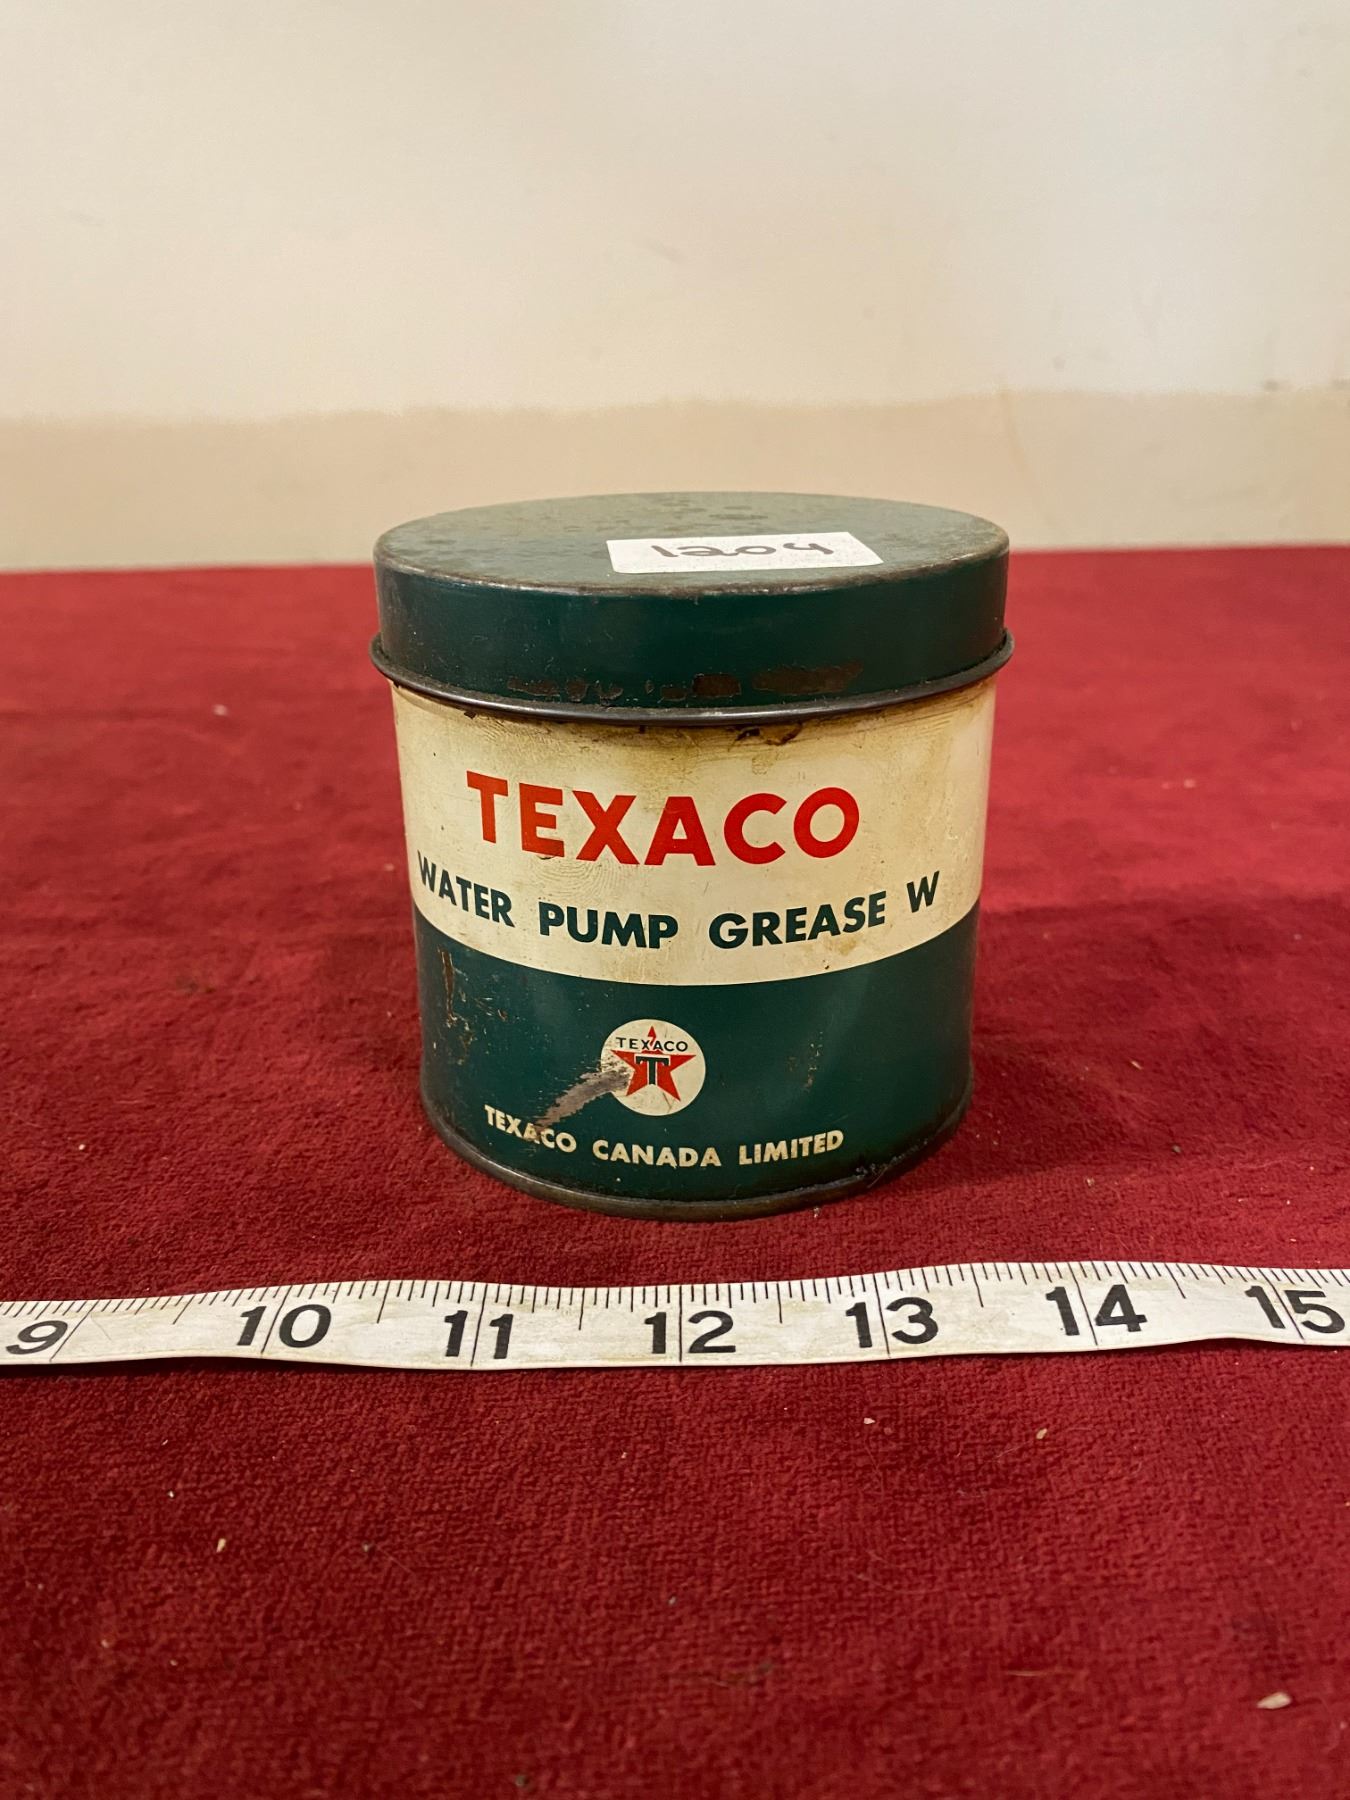 1204
TEXACO
WATER PUMP GREASE W
TEXACO
T
TEXACO CANADA LIMITED
9 10 11 12 13 14 15